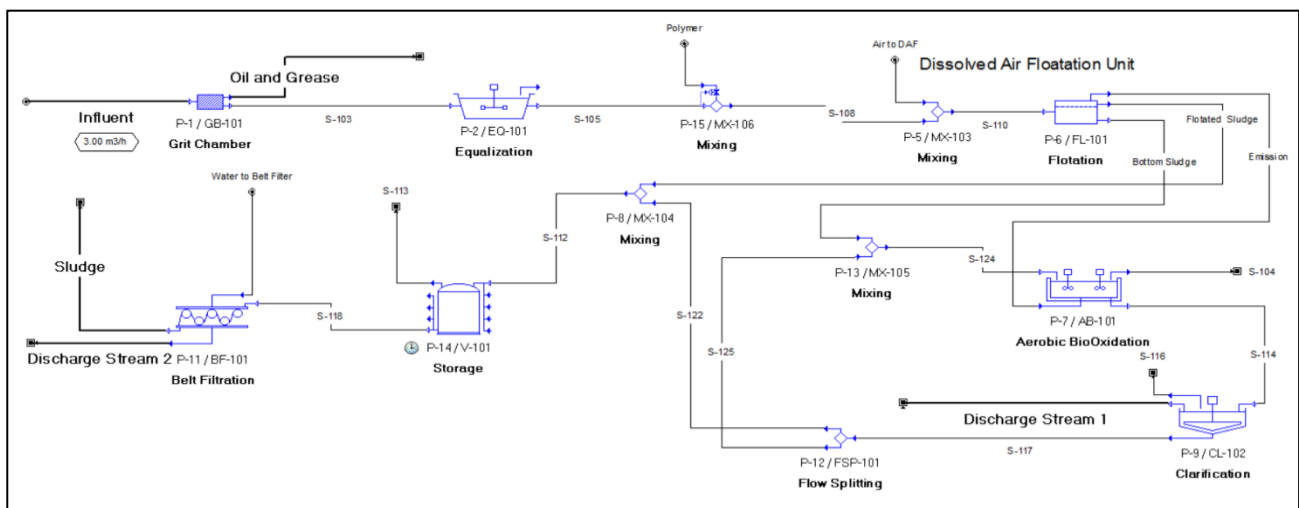 Polymer
Air to DAF
Dissolved Air Floatation Unit
Oil and Grease
Influent
3.00 m3/h
P-1 / GB-101
Grit Chamber
S-103
P-2 / EQ-101
Equalization
S-105
P-15 / MX-106
Mixing
S-108
P-5 / MX-103
Mixing
S-110
P-6 / FL-101
Flotation
Flotated Sludge
Bottom Sludge
Emission
Water to Belt Filter
S-113
S-112
P-8 / MX-104
Mixing
Sludge
P-13 / MX-105
Mixing
S-124
S-104
P-7 / AB-101
Aerobic BioOxidation
S-118
S-122
S-125
Discharge Stream 2
P-11 / BF-101
Belt Filtration
P-14 / V-101
Storage
S-116
S-114
Discharge Stream 1
P-12 / FSP-101
Flow Splitting
S-117
P-9 / CL-102
Clarification